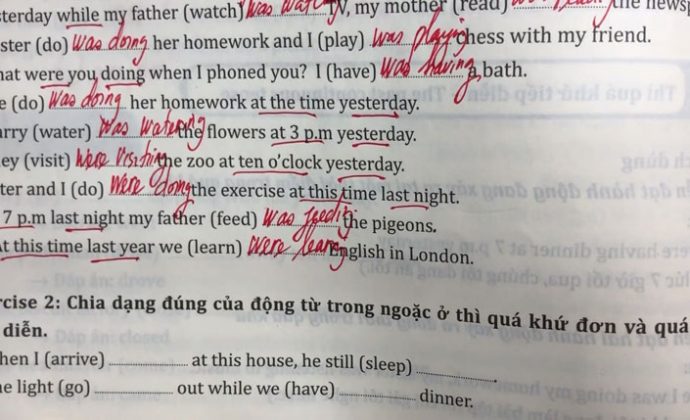 sterday while my father (watch) was watching TV, my mother (read) the newsp
ster (do) was doing her homework and I (play) was playing chess with my friend.
hat were you doing when I phoned you? I (have) was having a bath.
e (do) was doing her homework at the time yesterday.
arry (water) was watering the flowers at 3 p.m yesterday.
ey (visit) were visiting the zoo at ten o'clock yesterday.
ter and I (do) were doing the exercise at this time last night.
7 p.m last night my father (feed) was feeding the pigeons.
At this time last year we (learn) were learning English in London.
rcise 2: Chia dạng đúng của động từ trong ngoặc ở thì quá khứ đơn và quá
diễn.
hen I (arrive) at this house, he still (sleep)
he light (go) out while we (have) dinner.